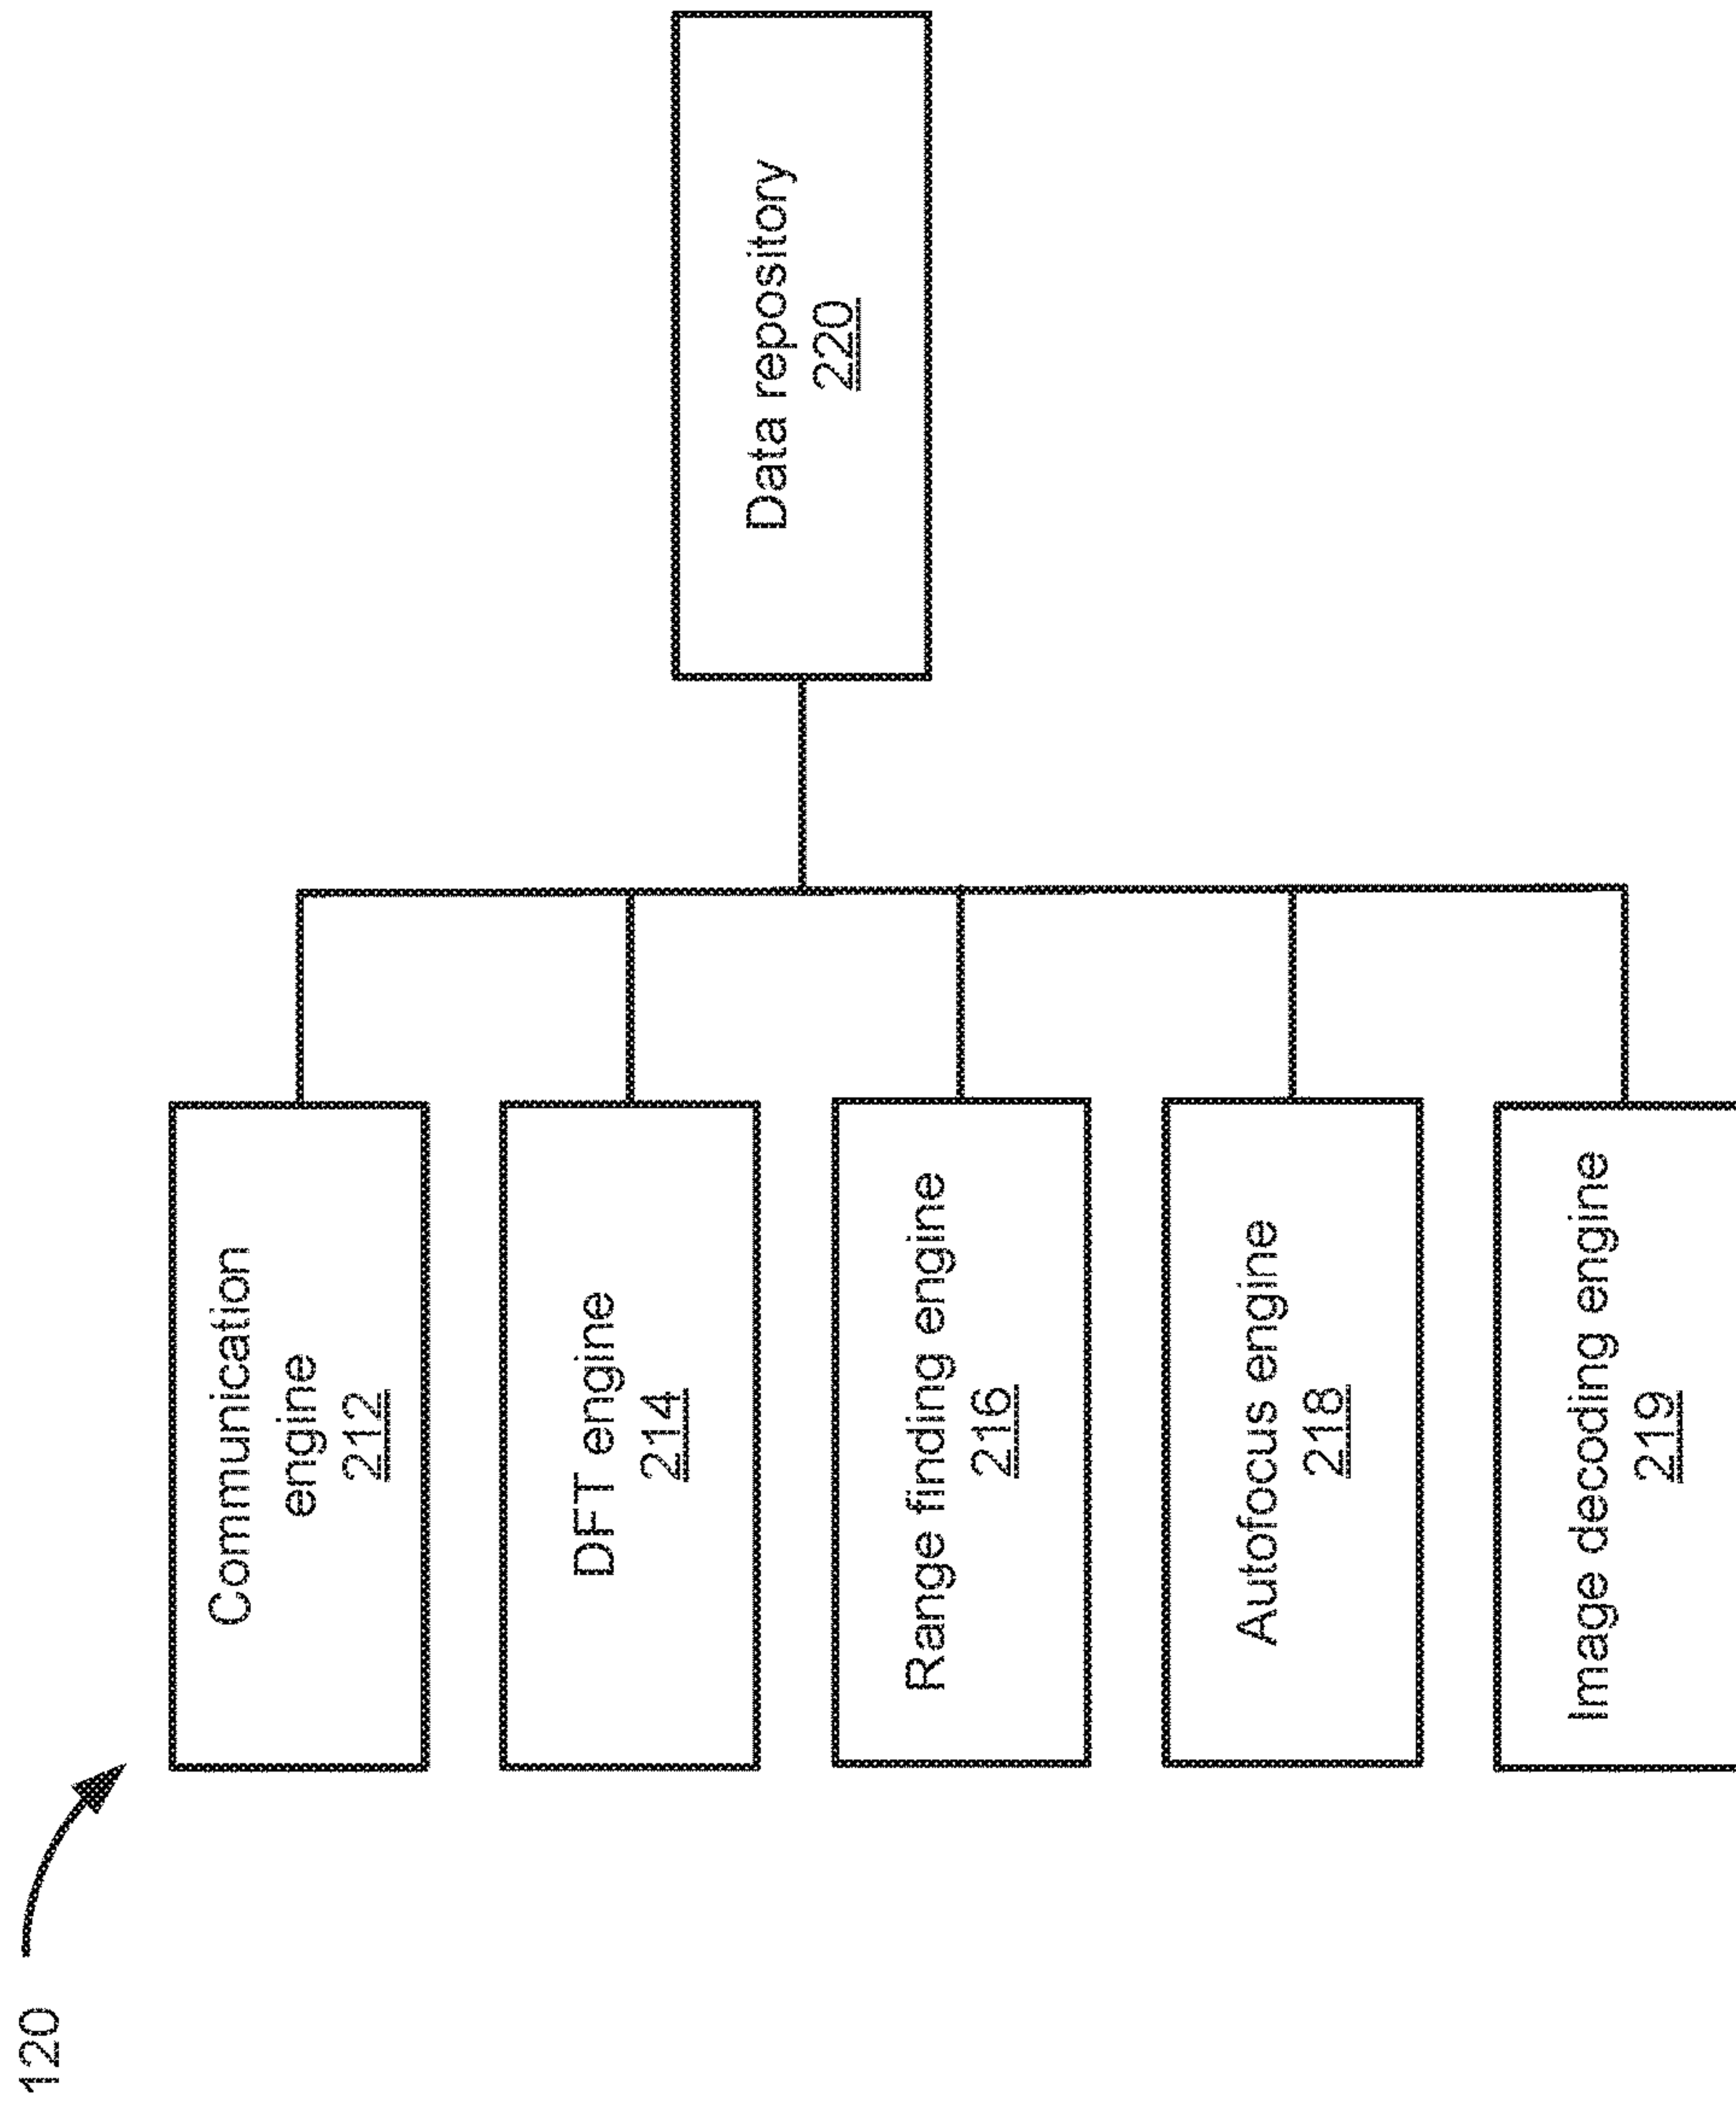 120
Communication
engine
212
DFT engine
214
Range finding engine
216
Autofocus engine
218
Image decoding engine
219
Data repository
220